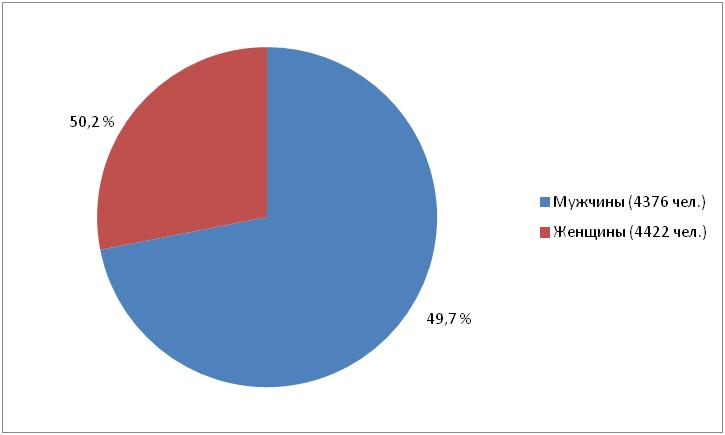 50,2 %
Мужчины (4376 чел.)
Женщины (4422 чел.)
49,7 %